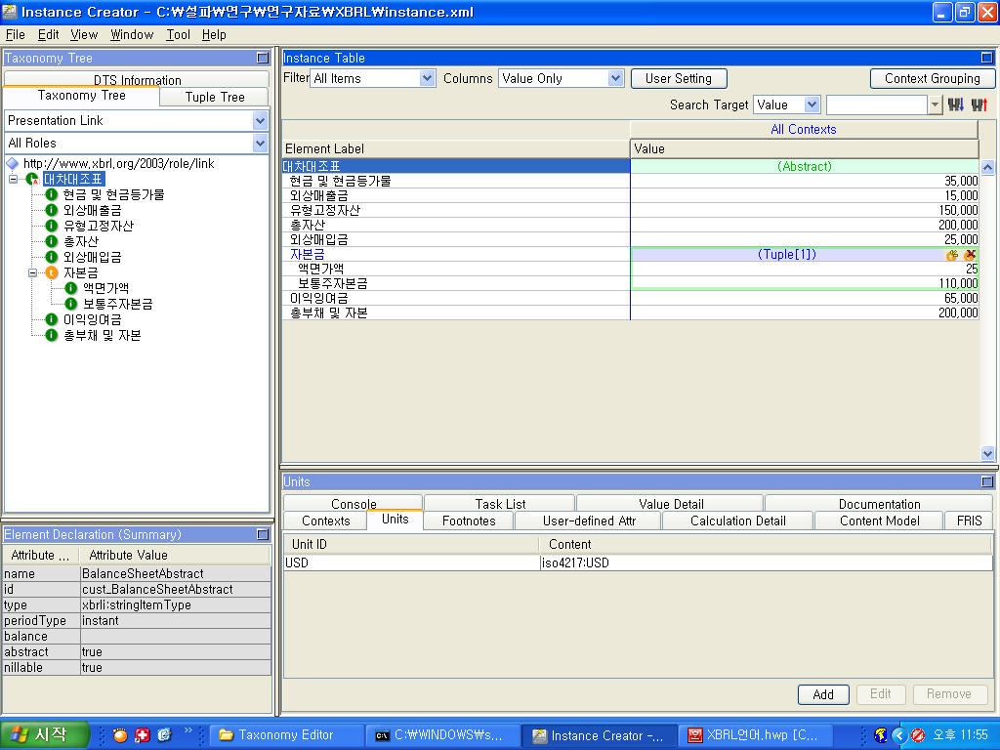 Instance Creator - C:₩설파₩연구₩연구자료₩XBRL₩instance.xml
File Edit View Window Tool Help
Taxonomy Tree
DTS Information
Taxonomy Tree Tuple Tree
Presentation Link
All Roles
http://www.xbrl.org/2003/role/link
대차대조표
현금 및 현금등가물
외상매출금
유형고정자산
총자산
외상매입금
자본금
액면가액
보통주자본금
이익잉여금
총부채 및 자본
Element Declaration (Summary)
Attribute ... Attribute Value
name BalanceSheetAbstract
id cust_BalanceSheetAbstract
type xbrli:stringItemType
periodType instant
balance
abstract true
nillable true
Instance Table
Filter All Items Columns Value Only User Setting Context Grouping
Search Target Value
All Contexts
Element Label Value
대차대조표 (Abstract)
현금 및 현금등가물 35,000
외상매출금 15,000
유형고정자산 150,000
총자산 200,000
외상매입금 25,000
자본금 (Tuple[1])
액면가액 25
보통주자본금 110,000
이익잉여금 65,000
총부채 및 자본 200,000
Units
Console Task List Value Detail Documentation
Contexts Units Footnotes User-defined Attr Calculation Detail Content Model FRIS
Unit ID Content
USD iso4217:USD
Add Edit Remove
시작 Taxonomy Editor C:₩WINDOWS₩s... Instance Creator -... XBRL언어.hwp [C... 오후 11:55